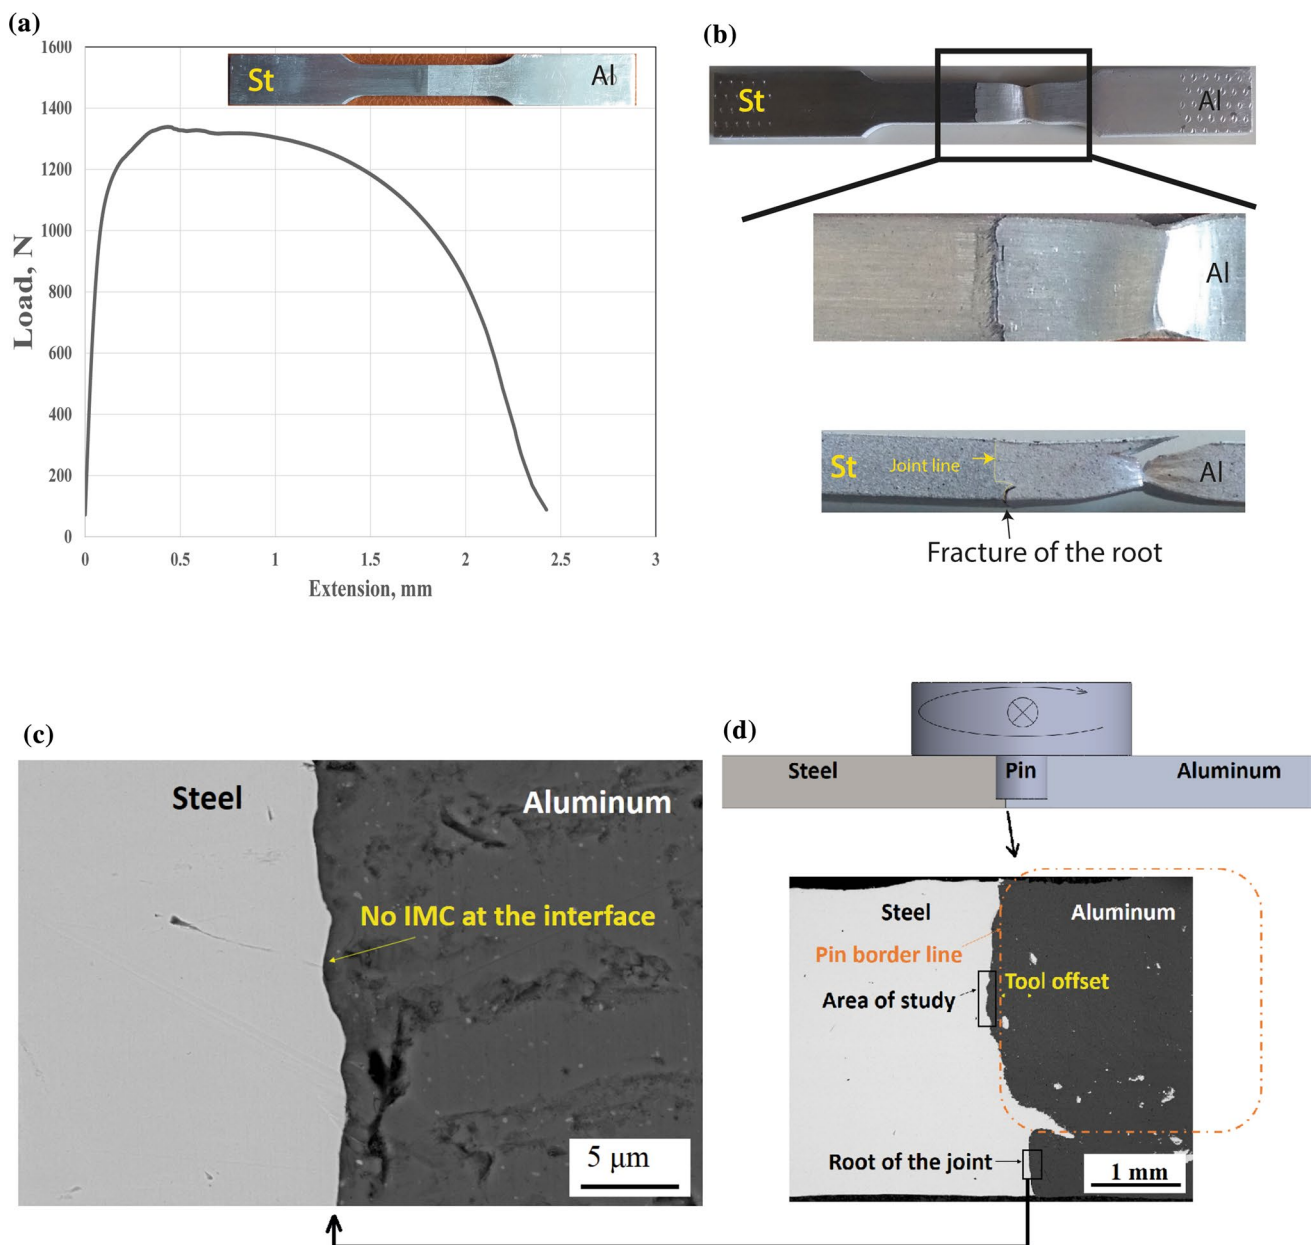 (a)
1600
1400
1200
1000
800
600
400
200
0
Load, N
0 0.5 1 1.5 2 2.5 3
Extension, mm
St Al
(b)
St Al
Al
St Joint line Al
Fracture of the root
(c)
Steel Aluminum
No IMC at the interface
5 μm
(d)
Steel Pin Aluminum
Steel Aluminum
Pin border line
Tool offset
Area of study
Root of the joint
1 mm